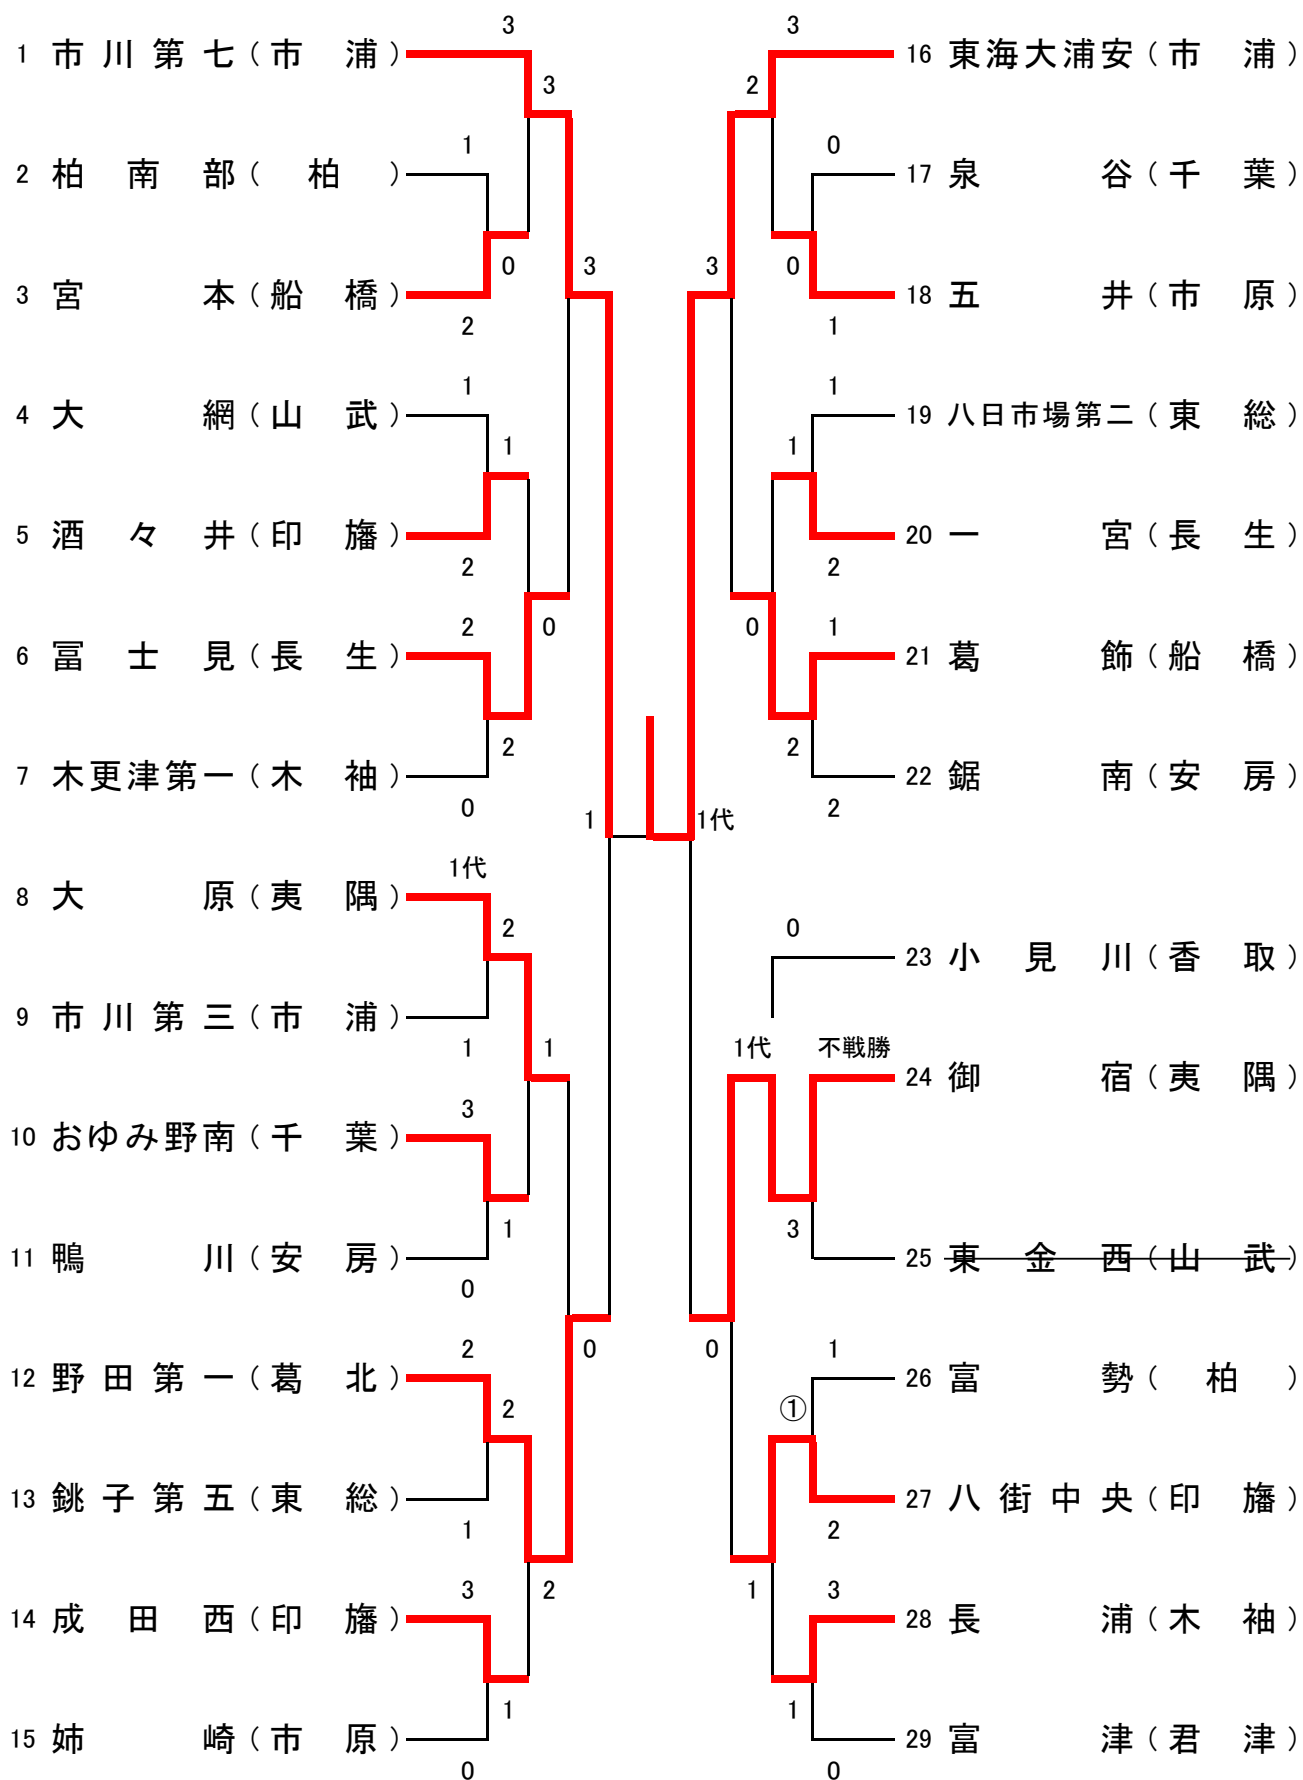 3
1 市川第七(市浦)
3
1
2 柏南部(柏)
0
3
3 宮本(船橋)
2
1
4 大網(山武)
1
5 酒々井(印旛)
2
0
2
6 冨士見(長生)
2
7 木更津第一(木袖)
0
1
1代
8 大原(夷隅)
2
9 市川第三(市浦)
1
1
3
10 おゆみ野南(千葉)
1
11 鴨川(安房)
0
0
2
12 野田第一(葛北)
2
13 銚子第五(東総)
1
2
3
14 成田西(印旛)
1
15 姉崎(市原)
0
3
16 東海大浦安(市浦)
2
0
17 泉谷(千葉)
0
3
18 五井(市原)
1
1
19 八日市場第二(東総)
1
20 一宮(長生)
2
0
1
21 葛飾(船橋)
2
22 鋸南(安房)
2
1代
0
23 小見川(香取)
1代
不戦勝
24 御宿(夷隅)
3
25 東金西(山武)
0
1
26 富勢(柏)
①
27 八街中央(印旛)
2
1
3
28 長浦(木袖)
1
29 富津(君津)
0